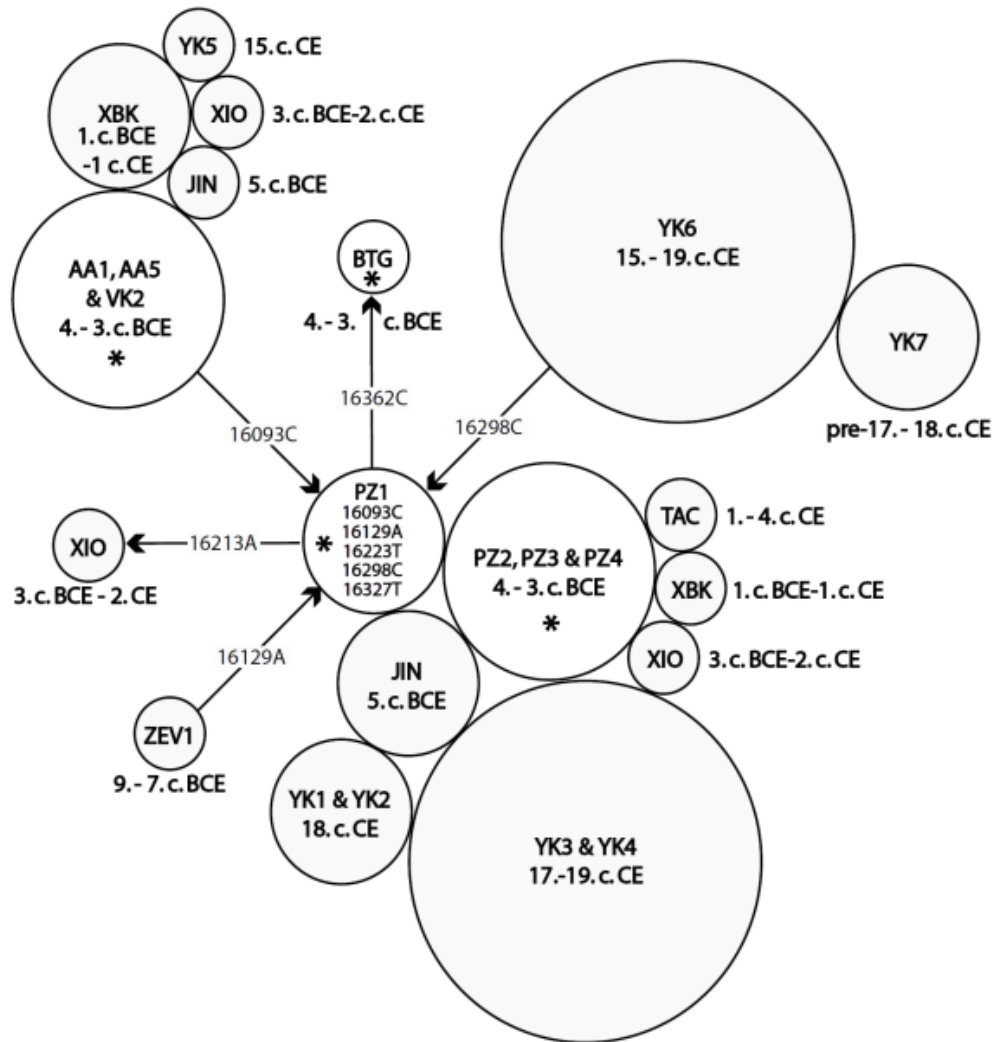 YK5
15. c. CE
XBK
1. c. BCE
-1 c. CE
XIO
3. c. BCE-2. c. CE
JIN
5. c. BCE
AA1, AA5
& VK2
4. - 3. c. BCE
*
BTG
*
4. - 3. c. BCE
YK6
15. - 19. c. CE
YK7
pre-17. - 18. c. CE
16362C
16093C
16298C
PZ1
16093C
16129A
16223T
16298C
16327T
*
XIO
3. c. BCE - 2. CE
16213A
PZ2, PZ3 & PZ4
4. - 3. c. BCE
*
TAC
1. - 4. c. CE
XBK
1. c. BCE-1. c. CE
XIO
3. c. BCE-2. c. CE
16129A
JIN
5. c. BCE
ZEV1
9. - 7. c. BCE
YK1 & YK2
18. c. CE
YK3 & YK4
17. -19. c. CE